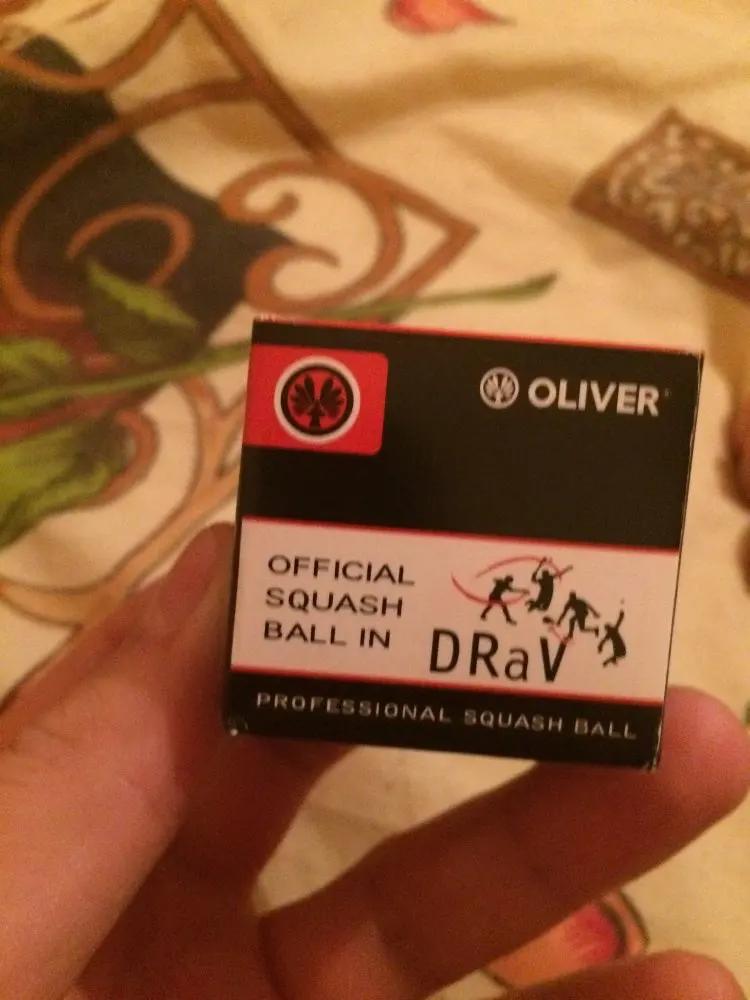 OLIVER
OFFICIAL
SQUASH
BALL IN
DRaV
PROFESSIONAL SQUASH BALL